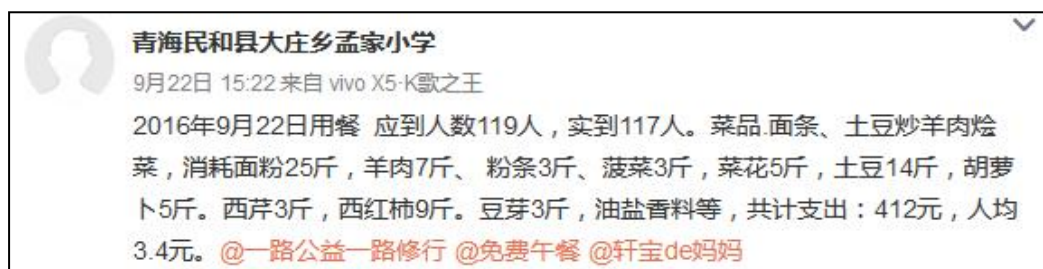 青海民和县大庄乡孟家小学
9月22日 15:22 来自 vivo X5·K歌之王
2016年9月22日用餐 应到人数119人，实到117人。菜品.面条、土豆炒羊肉烩
菜，消耗面粉25斤，羊肉7斤、 粉条3斤、菠菜3斤，菜花5斤，土豆14斤，胡萝
卜5斤。西芹3斤，西红柿9斤。豆芽3斤，油盐香料等，共计支出：412元，人均
3.4元。@一路公益一路修行 @免费午餐 @轩宝de妈妈